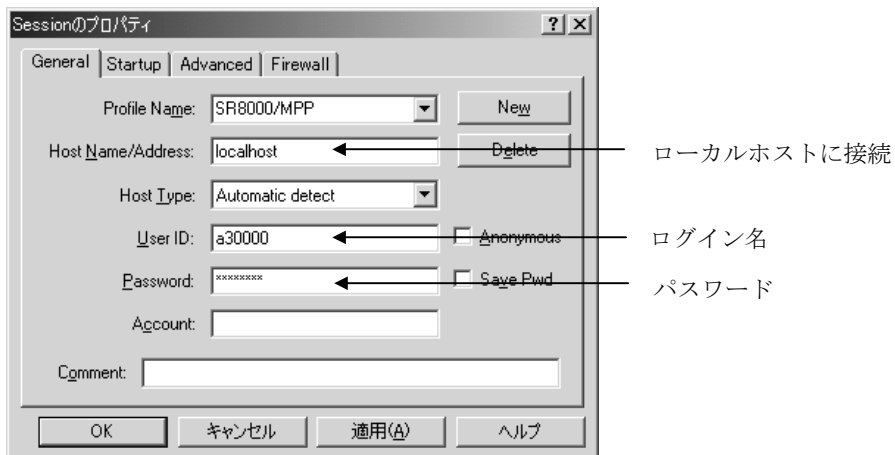 Sessionのプロパティ
General Startup Advanced Firewall
Profile Name: SR8000/MPP New
Host Name/Address: localhost Delete ローカルホストに接続
Host Type: Automatic detect
User ID: a30000 Anonymous ログイン名
Password: ******** Save Pwd パスワード
Account:
Comment:
OK キャンセル 適用(A) ヘルプ